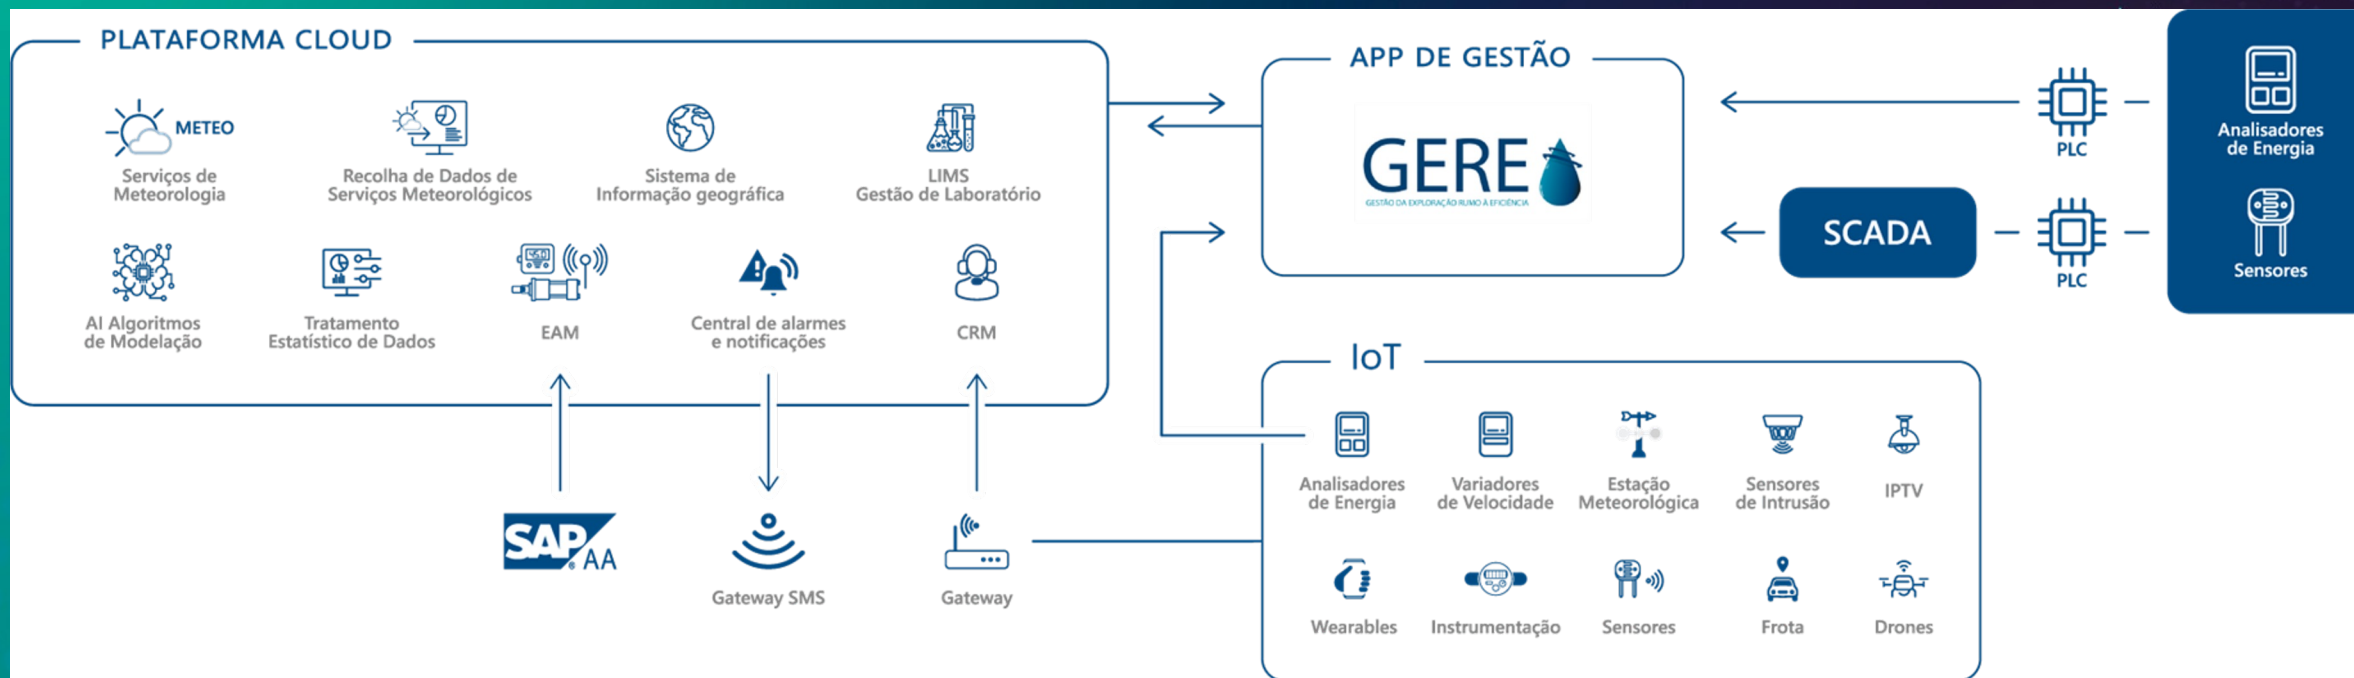 PLATAFORMA CLOUD
METEO
Serviços de
Meteorologia
Recolha de Dados de
Serviços Meteorológicos
Sistema de
Informação geográfica
LIMS
Gestão de Laboratório
AI Algoritmos
de Modelação
Tratamento
Estatístico de Dados
EAM
Central de alarmes
e notificações
CRM
SAP
® AA
Gateway SMS
Gateway
APP DE GESTÃO
GERE
GESTÃO DA EXPLORAÇÃO RUMO À EFICIÊNCIA
PLC
SCADA
PLC
Analisadores
de Energia
Sensores
IoT
Analisadores
de Energia
Variadores
de Velocidade
Estação
Meteorológica
Sensores
de Intrusão
IPTV
Wearables
Instrumentação
Sensores
Frota
Drones